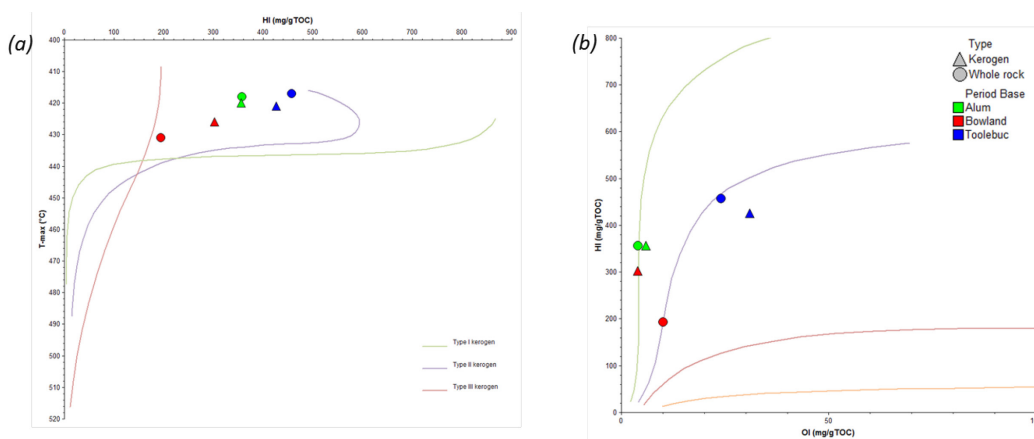 (a)
HI (mg/gTOC)
0 100 200 300 400 500 600 700 800 900
400
410
420
430
440
450
460
470
480
490
500
510
520
T-max (°C)
Type I kerogen
Type II kerogen
Type III kerogen
(b)
800
700
600
500
400
300
200
100
0
HI (mg/gTOC)
50
OI (mg/gTOC)
Type
Kerogen
Whole rock
Period Base
Alum
Bowland
Toolebuc